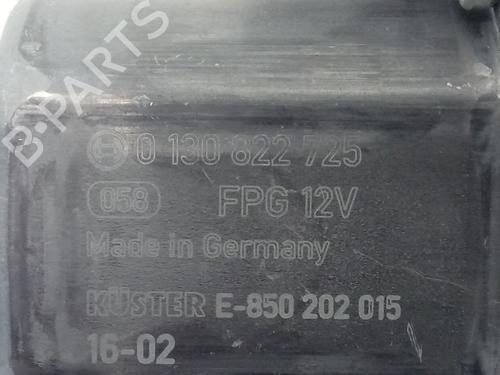 B-PARTS
0 130 822 725
058 FPG 12V
Made in Germany
KÜSTER E-850 202 015
16-02